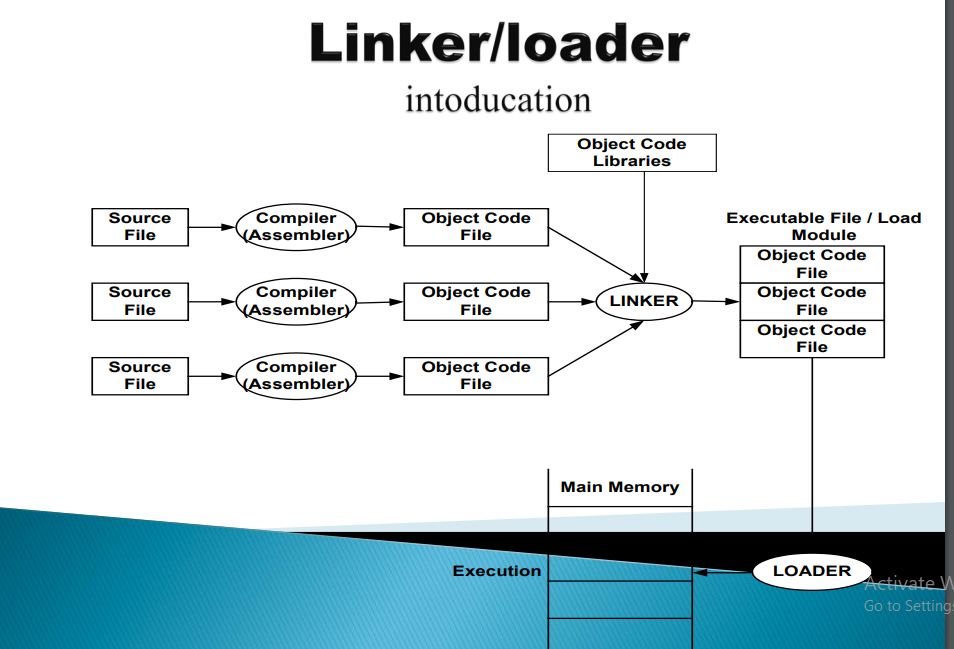 Linker/loader
intoducation
Object Code
Libraries
Source
File
Compiler
(Assembler)
Object Code
File
Executable File / Load
Module
Object Code
File
Source
File
Compiler
(Assembler)
Object Code
File
LINKER
Object Code
File
Source
File
Compiler
(Assembler)
Object Code
File
Object Code
File
Main Memory
Execution
LOADER
Activate W
Go to Settings